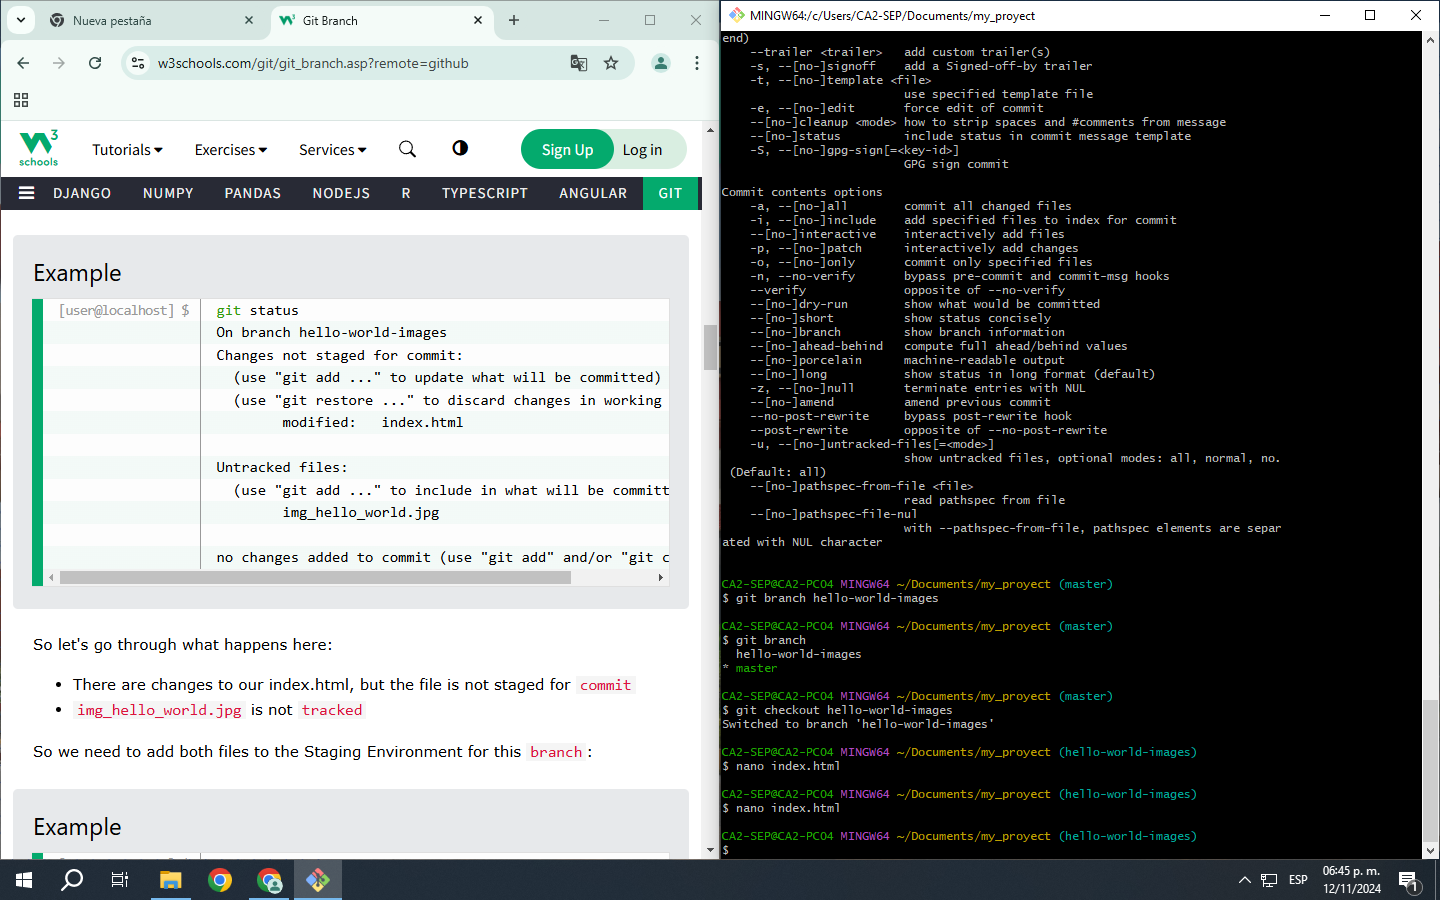 Nueva pestaña
Git Branch
w3schools.com/git/git_branch.asp?remote=github
3
schools
Tutorials
Exercises
Services
Sign Up
Log in
DJANGO
NUMPY
PANDAS
NODEJS
R
TYPESCRIPT
ANGULAR
GIT
Example
[user@localhost] $ git status
On branch hello-world-images
Changes not staged for commit:
(use "git add ..." to update what will be committed)
(use "git restore ..." to discard changes in working
modified: index.html
Untracked files:
(use "git add ..." to include in what will be committ
img_hello_world.jpg
no changes added to commit (use "git add" and/or "git c
So let's go through what happens here:
• There are changes to our index.html, but the file is not staged for commit
• img_hello_world.jpg is not tracked
So we need to add both files to the Staging Environment for this branch:
Example
MINGW64:/c/Users/CA2-SEP/Documents/my_proyect
end)
--trailer <trailer> add custom trailer(s)
-s, --[no-]signoff add a Signed-off-by trailer
-t, --[no-]template <file>
use specified template file
-e, --[no-]edit force edit of commit
--[no-]cleanup <mode> how to strip spaces and #comments from message
--[no-]status include status in commit message template
-S, --[no-]gpg-sign[=<key-id>]
GPG sign commit
Commit contents options
-a, --[no-]all commit all changed files
-i, --[no-]include add specified files to index for commit
--[no-]interactive interactively add files
-p, --[no-]patch interactively add changes
-o, --[no-]only commit only specified files
-n, --no-verify bypass pre-commit and commit-msg hooks
--verify opposite of --no-verify
--[no-]dry-run show what would be committed
--[no-]short show status concisely
--[no-]branch show branch information
--[no-]ahead-behind compute full ahead/behind values
--[no-]porcelain machine-readable output
--[no-]long show status in long format (default)
-z, --[no-]null terminate entries with NUL
--[no-]amend amend previous commit
--no-post-rewrite bypass post-rewrite hook
--post-rewrite opposite of --no-post-rewrite
-u, --[no-]untracked-files[=<mode>]
show untracked files, optional modes: all, normal, no.
(Default: all)
--[no-]pathspec-from-file <file>
read pathspec from file
--[no-]pathspec-file-nul
with --pathspec-from-file, pathspec elements are separ
ated with NUL character
CA2-SEP@CA2-PC04 MINGW64 ~/Documents/my_proyect (master)
$ git branch hello-world-images
CA2-SEP@CA2-PC04 MINGW64 ~/Documents/my_proyect (master)
$ git branch
hello-world-images
* master
CA2-SEP@CA2-PC04 MINGW64 ~/Documents/my_proyect (master)
$ git checkout hello-world-images
Switched to branch 'hello-world-images'
CA2-SEP@CA2-PC04 MINGW64 ~/Documents/my_proyect (hello-world-images)
$ nano index.html
CA2-SEP@CA2-PC04 MINGW64 ~/Documents/my_proyect (hello-world-images)
$ nano index.html
CA2-SEP@CA2-PC04 MINGW64 ~/Documents/my_proyect (hello-world-images)
$
ESP
06:45 p. m.
12/11/2024
1